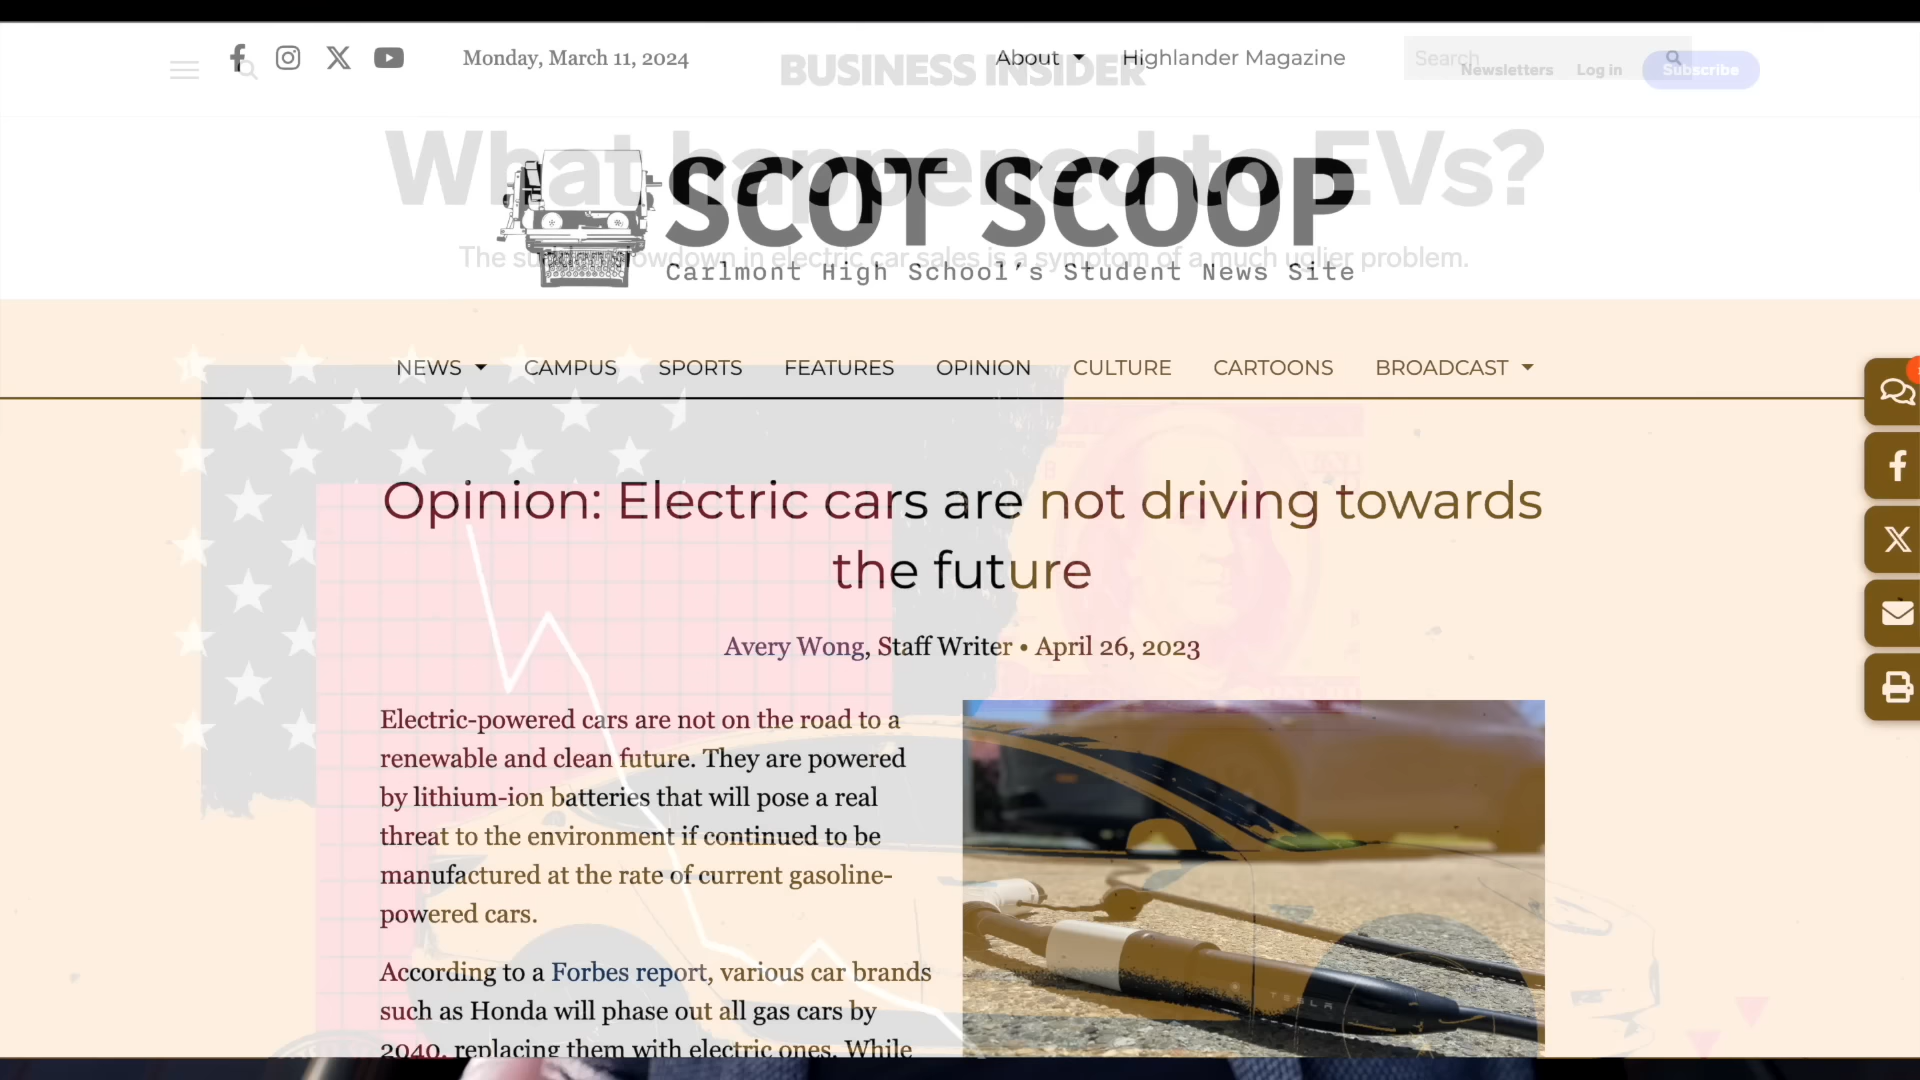 Monday, March 11, 2024
About
Highlander Magazine
Search
BUSINESS INSIDER
Newsletters
Log in
Subscribe
What happened to EVs?
SCOT SCOOP
The slowdown in electric car sales is a symptom of a much uglier problem.
Carlmont High School's Student News Site
NEWS
CAMPUS
SPORTS
FEATURES
OPINION
CULTURE
CARTOONS
BROADCAST
Opinion: Electric cars are not driving towards
the future
Avery Wong, Staff Writer • April 26, 2023
Electric-powered cars are not on the road to a
renewable and clean future. They are powered
by lithium-ion batteries that will pose a real
threat to the environment if continued to be
manufactured at the rate of current gasoline-
powered cars.
According to a Forbes report, various car brands
such as Honda will phase out all gas cars by
2040, replacing them with electric ones. While
TESLA